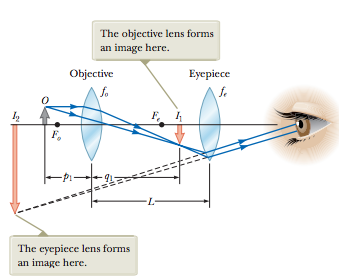 The objective lens forms
an image here.
Objective
Eyepiece
fₒ
fₑ
O
I₂
Fₑ
I₁
Fₒ
p₁
q₁
L
The eyepiece lens forms
an image here.